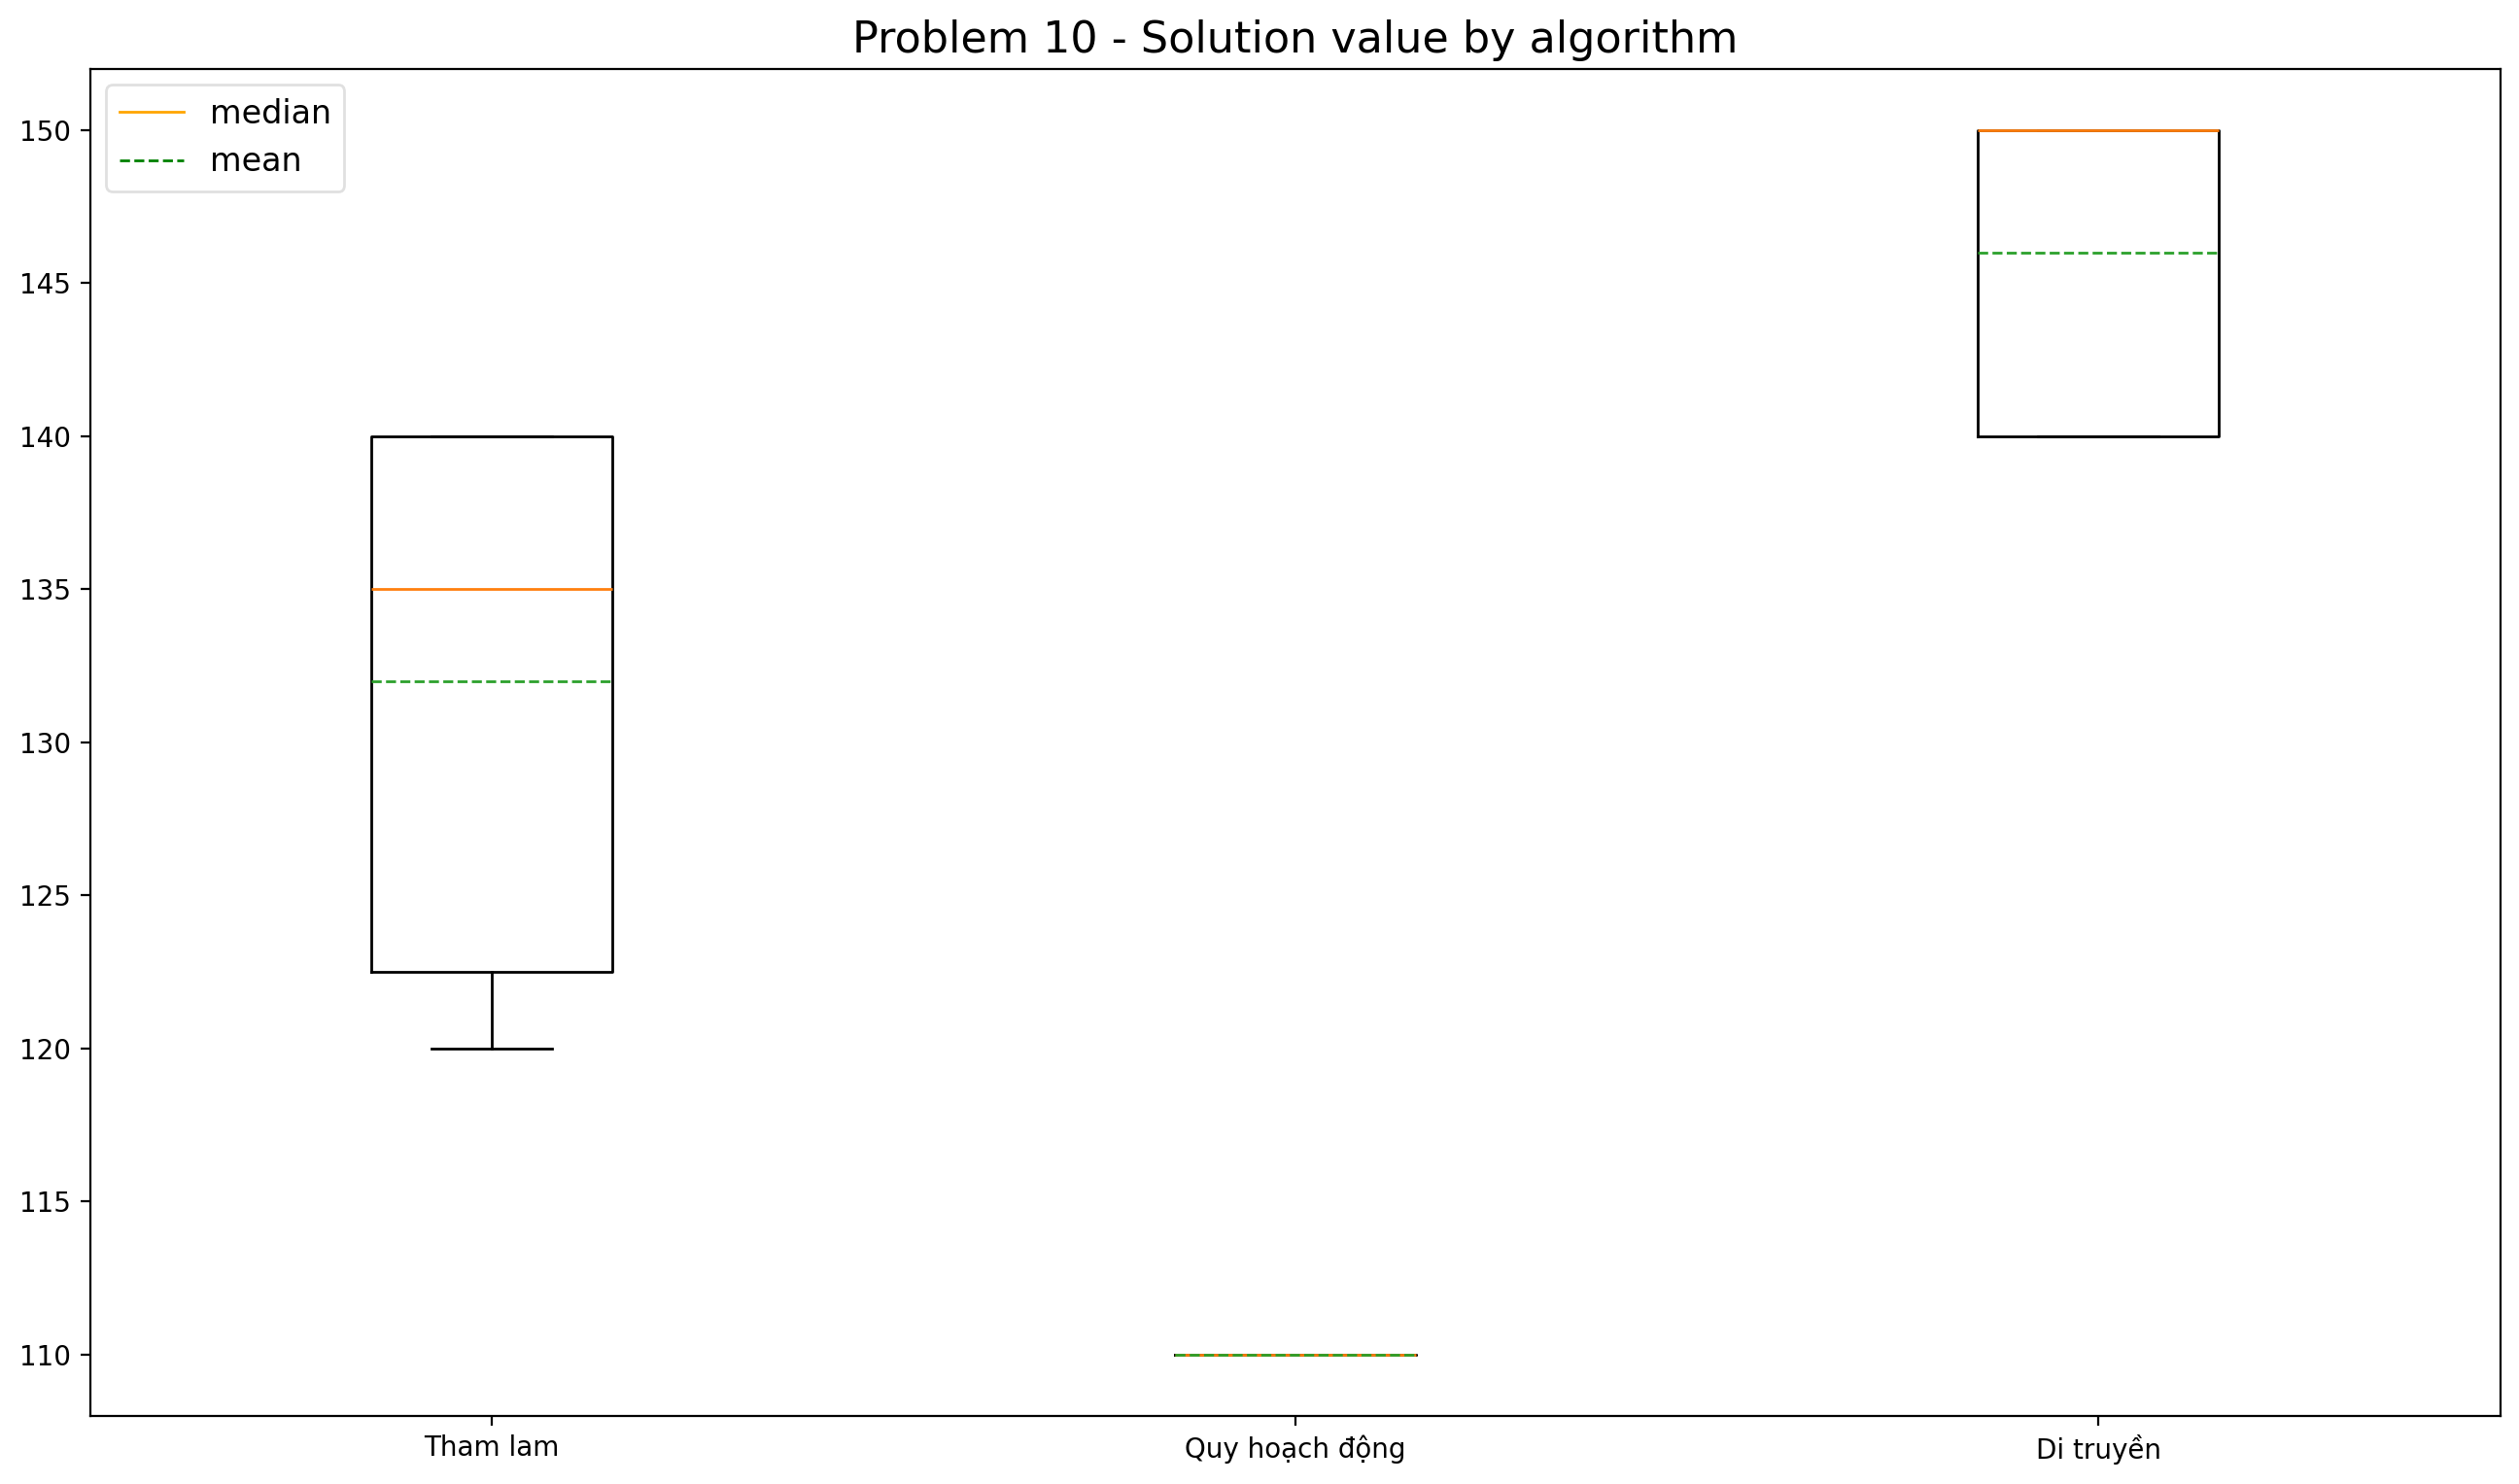 Problem 10 - Solution value by algorithm
median
mean
150
145
140
135
130
125
120
115
110
Tham lam
Quy hoạch động
Di truyền